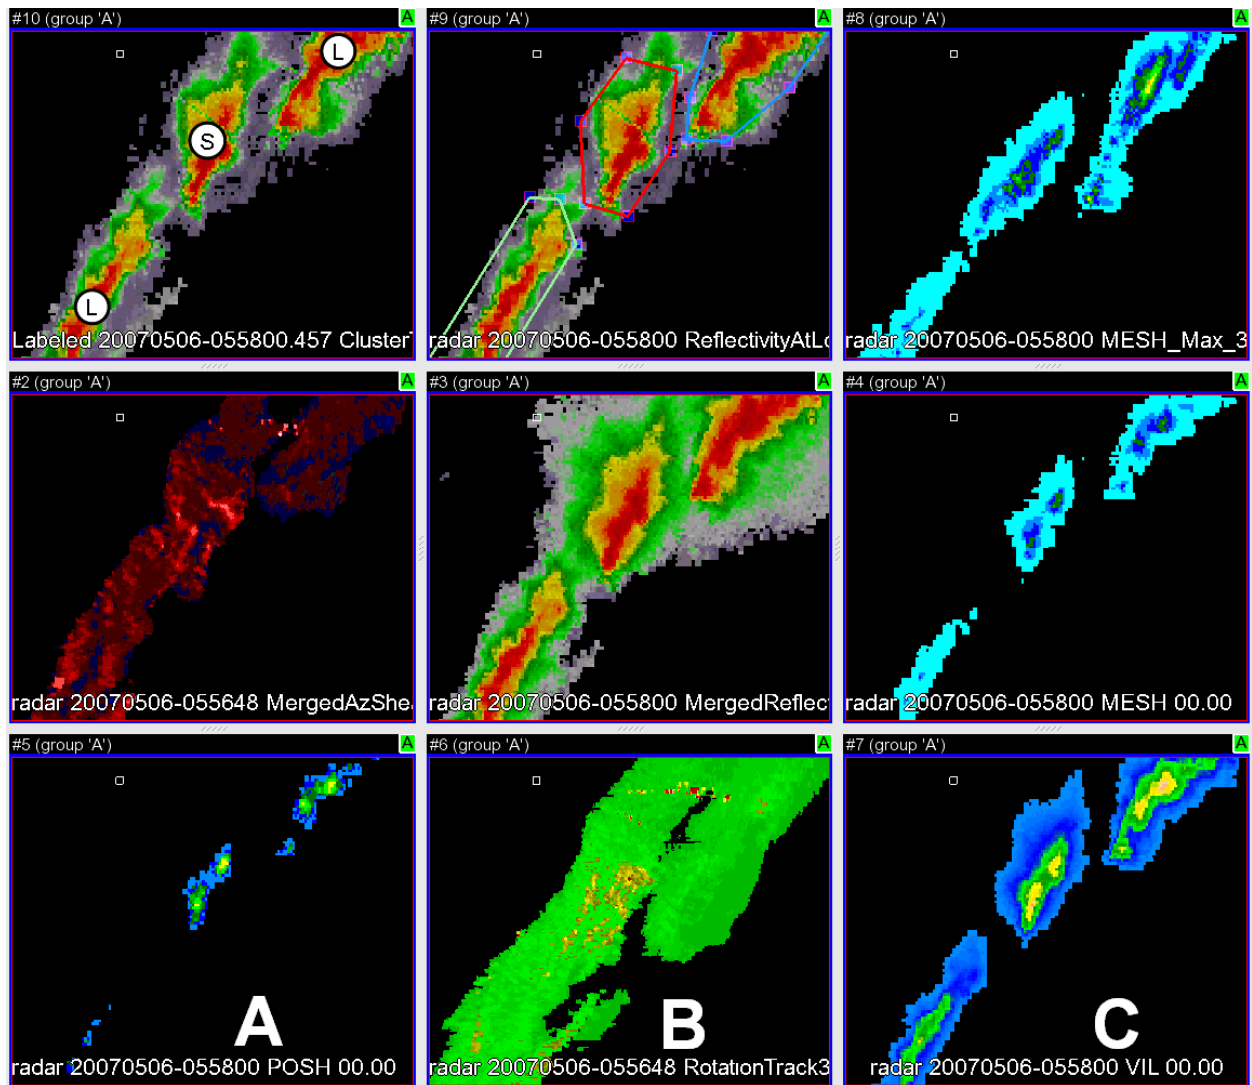 #10 (group 'A') A
#9 (group 'A') A
#8 (group 'A') A
L
S
L
Labeled 20070506-055800.457 Cluster
radar 20070506-055800 ReflectivityAtLo
radar 20070506-055800 MESH_Max_3
#2 (group 'A') A
#3 (group 'A') A
#4 (group 'A') A
radar 20070506-055648 MergedAzShea
radar 20070506-055800 MergedReflect
radar 20070506-055800 MESH 00.00
#5 (group 'A') A
#6 (group 'A') A
#7 (group 'A') A
A
B
C
radar 20070506-055800 POSH 00.00
radar 20070506-055648 RotationTrack3
radar 20070506-055800 VIL 00.00